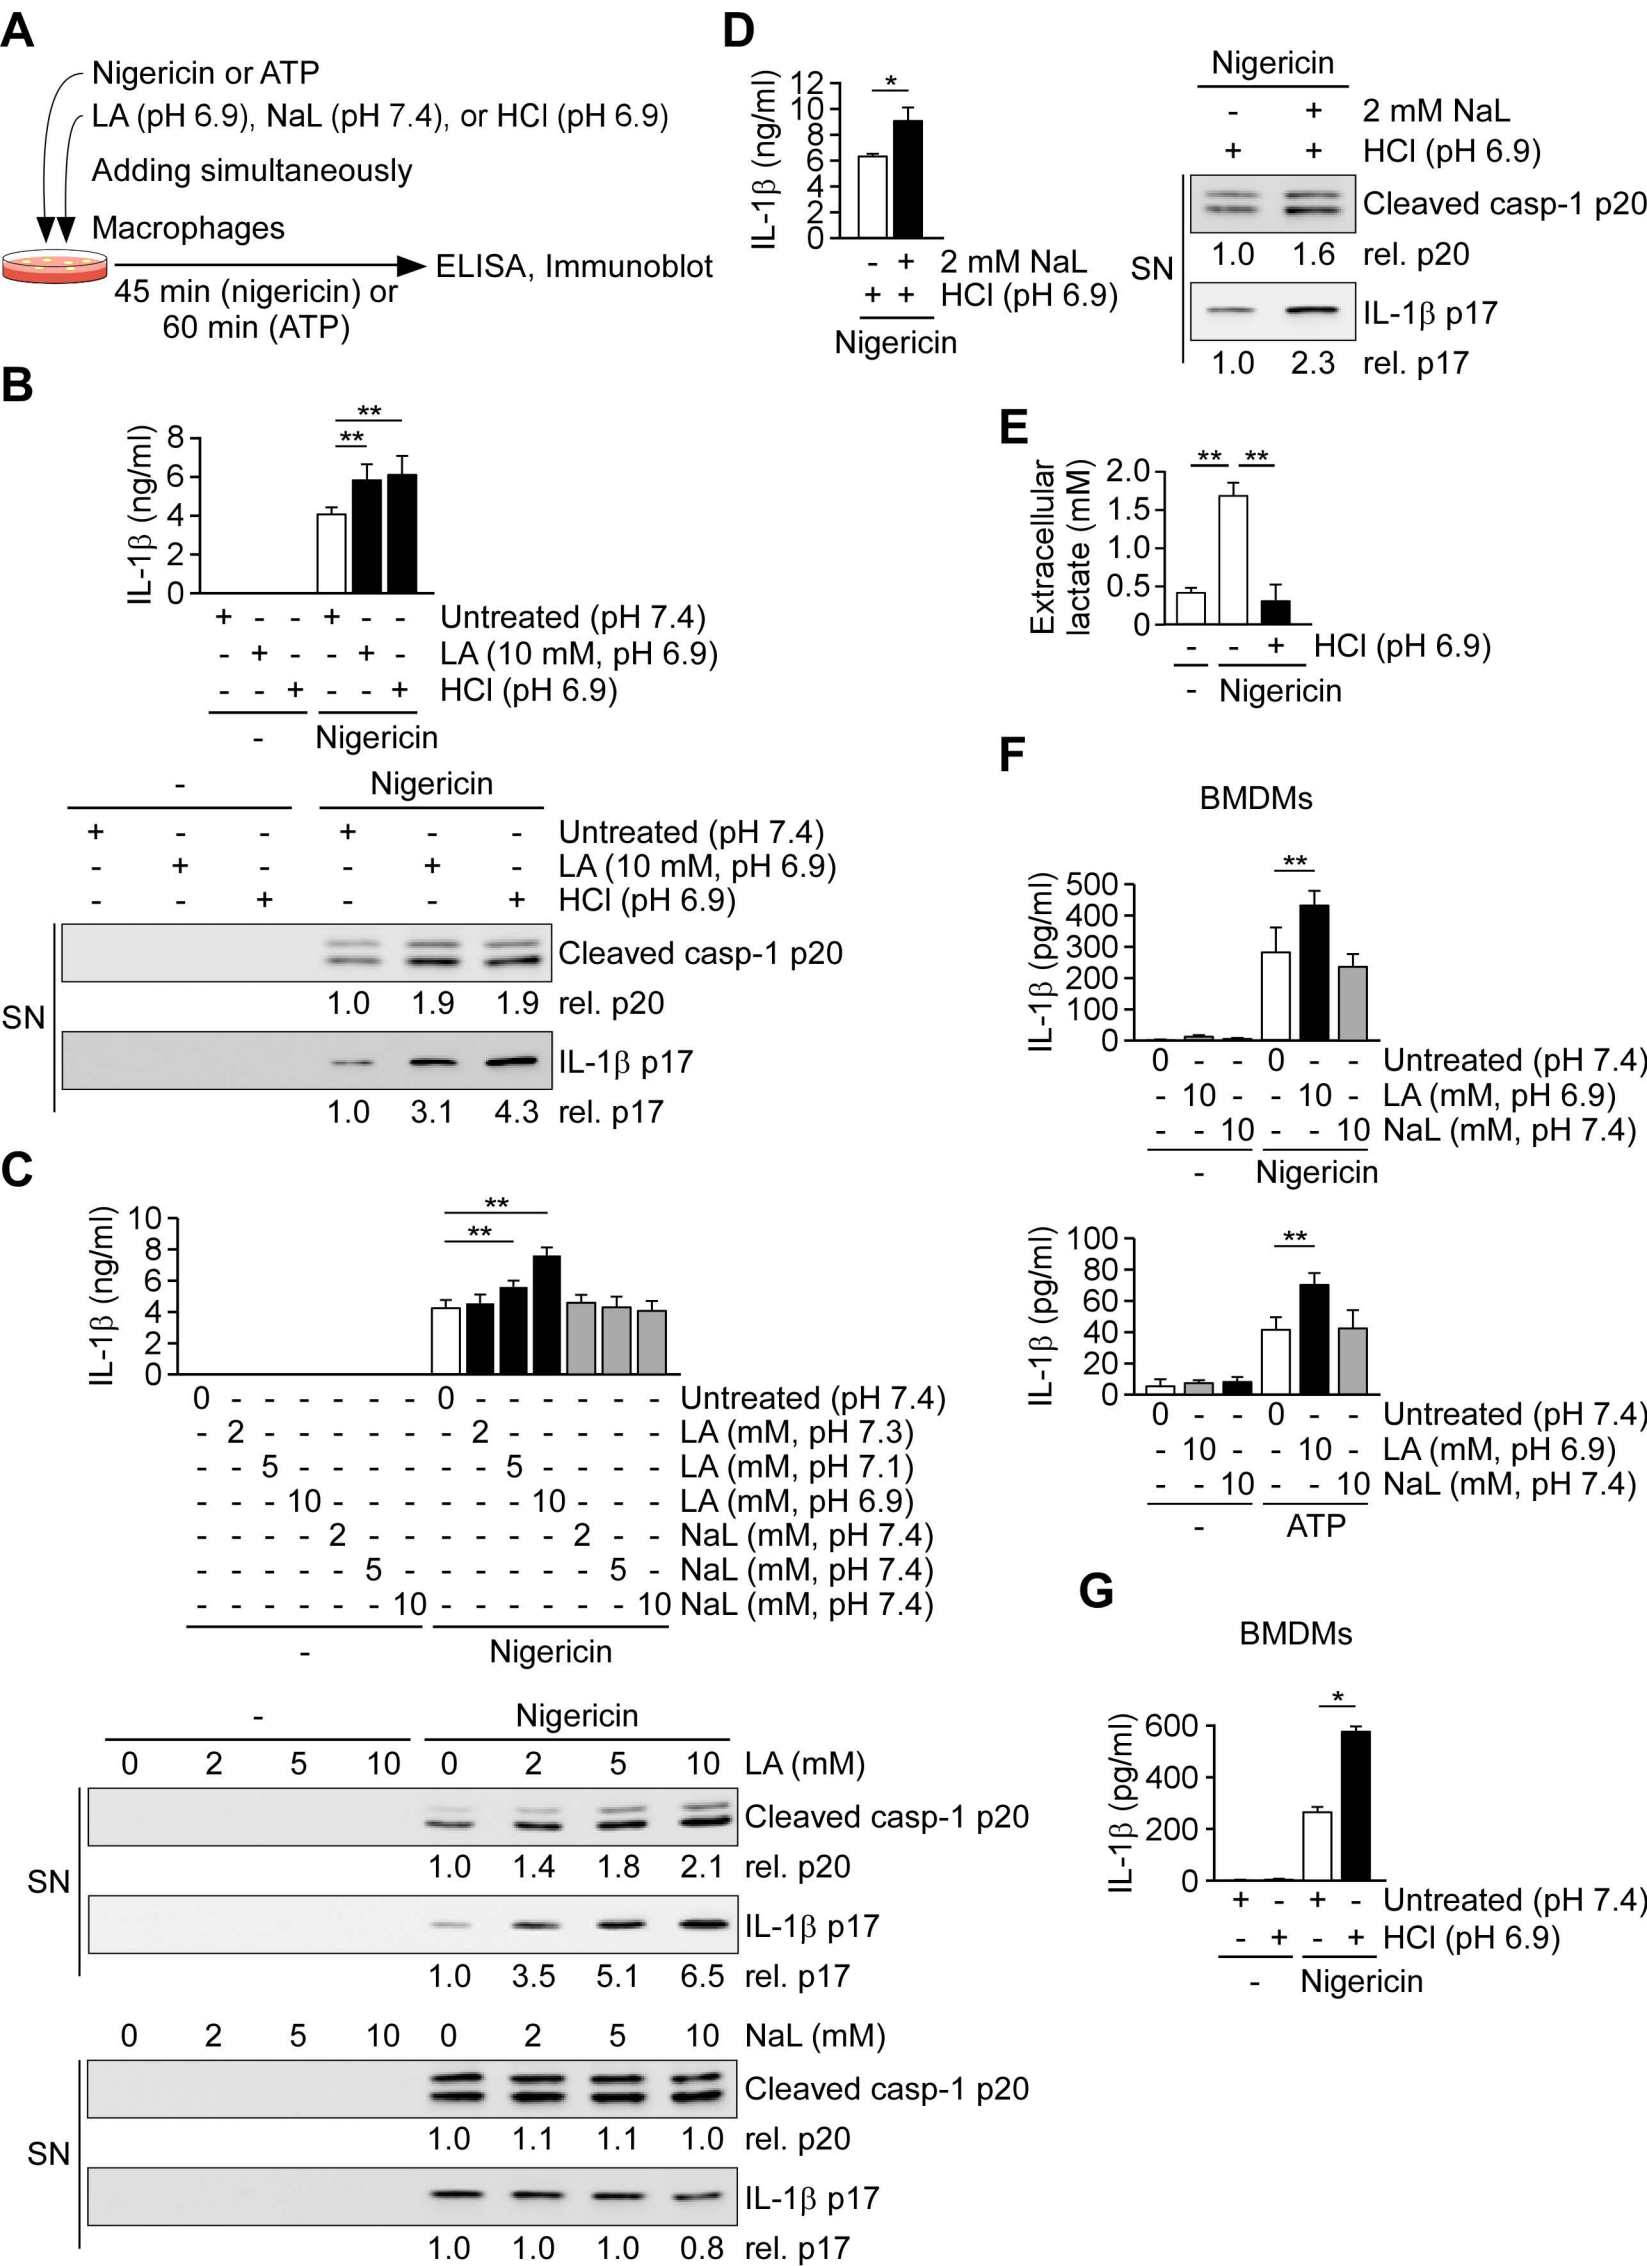 A
Nigericin or ATP
LA (pH 6.9), NaL (pH 7.4), or HCl (pH 6.9)
Adding simultaneously
Macrophages
45 min (nigericin) or
60 min (ATP)
ELISA, Immunoblot
B
IL-1β (ng/ml)
8
6
4
2
0
** **
+ - - + - - Untreated (pH 7.4)
- + - - + - LA (10 mM, pH 6.9)
- - + - - + HCl (pH 6.9)
- Nigericin
- Nigericin
+ - - + - - Untreated (pH 7.4)
- + - - + - LA (10 mM, pH 6.9)
- - + - - + HCl (pH 6.9)
SN
Cleaved casp-1 p20
1.0 1.9 1.9 rel. p20
IL-1β p17
1.0 3.1 4.3 rel. p17
C
IL-1β (ng/ml)
10
8
6
4
2
0
** **
0 - - - - - - 0 - - - - - - Untreated (pH 7.4)
- 2 - - - - - - 2 - - - - - LA (mM, pH 7.3)
- - 5 - - - - - - 5 - - - - LA (mM, pH 7.1)
- - - 10 - - - - - - 10 - - - LA (mM, pH 6.9)
- - - - 2 - - - - - - 2 - - NaL (mM, pH 7.4)
- - - - - 5 - - - - - - 5 - NaL (mM, pH 7.4)
- - - - - - 10 - - - - - - 10 NaL (mM, pH 7.4)
- Nigericin
- Nigericin
0 2 5 10 0 2 5 10 LA (mM)
SN
Cleaved casp-1 p20
1.0 1.4 1.8 2.1 rel. p20
IL-1β p17
1.0 3.5 5.1 6.5 rel. p17
0 2 5 10 0 2 5 10 NaL (mM)
SN
Cleaved casp-1 p20
1.0 1.1 1.1 1.0 rel. p20
IL-1β p17
1.0 1.0 1.0 0.8 rel. p17
D
IL-1β (ng/ml)
12
10
8
6
4
2
0
*
- + 2 mM NaL
+ + HCl (pH 6.9)
Nigericin
Nigericin
- + 2 mM NaL
+ + HCl (pH 6.9)
SN
Cleaved casp-1 p20
1.0 1.6 rel. p20
IL-1β p17
1.0 2.3 rel. p17
E
Extracellular
lactate (mM)
2.0
1.5
1.0
0.5
0
** **
- - + HCl (pH 6.9)
- Nigericin
F
BMDMs
IL-1β (pg/ml)
500
400
300
200
100
0
**
0 - - 0 - - Untreated (pH 7.4)
- 10 - - 10 - LA (mM, pH 6.9)
- - 10 - - 10 NaL (mM, pH 7.4)
- Nigericin
IL-1β (pg/ml)
100
80
60
40
20
0
**
0 - - 0 - - Untreated (pH 7.4)
- 10 - - 10 - LA (mM, pH 6.9)
- - 10 - - 10 NaL (mM, pH 7.4)
- ATP
G
BMDMs
IL-1β (pg/ml)
600
400
200
0
*
+ - + - Untreated (pH 7.4)
- + - + HCl (pH 6.9)
- Nigericin